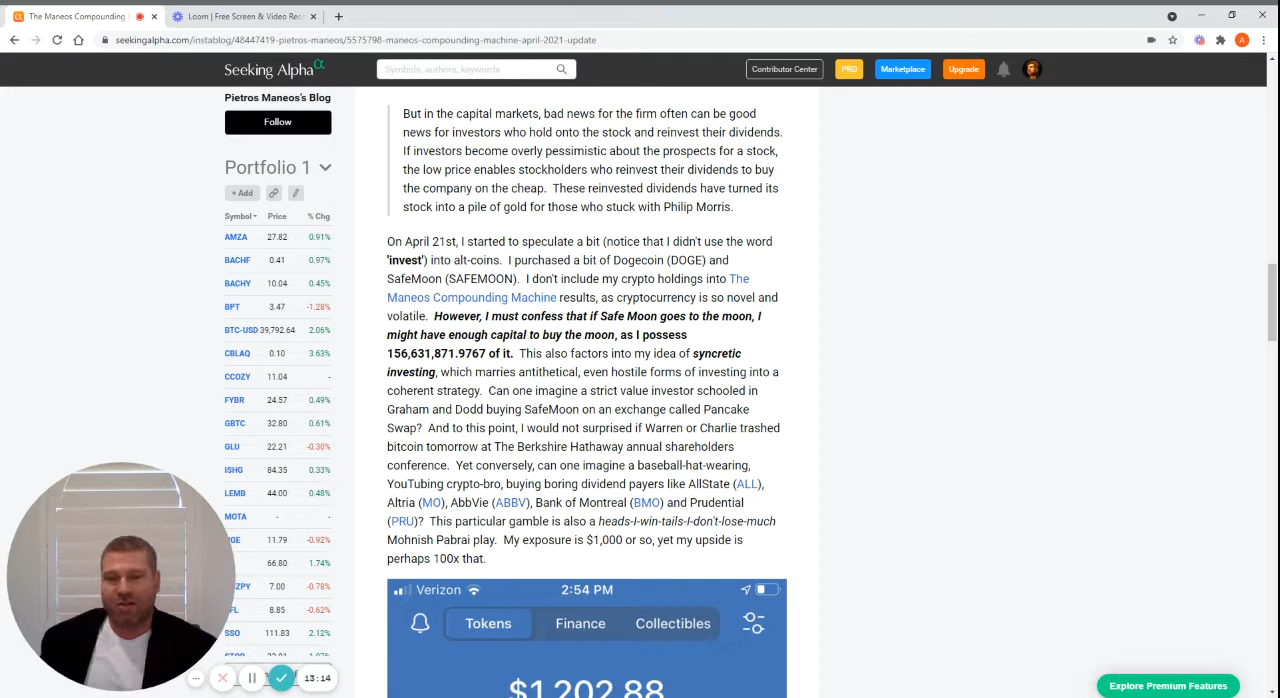 The Maneos Compounding
Loom | Free Screen & Video Rec
seekingalpha.com/instablog/48447419-pietros-maneos/5575798-maneos-compounding-machine-april-2021-update
A
Seeking Alpha α
Symbols, authors, keywords
Contributor Center
PRO
Marketplace
Upgrade
Pietros Maneos's Blog
Follow
Portfolio 1
+ Add
Symbol Price % Chg
AMZA 27.82 0.91%
BACHF 0.41 0.97%
BACHY 10.04 0.45%
BPT 3.47 -1.28%
BTC-USD 39,792.64 2.06%
CBLAQ 0.10 3.63%
CCOZY 11.04 -
FYBR 24.57 0.49%
GBTC 32.80 0.61%
GLU 22.21 -0.30%
ISHG 84.35 0.33%
LEMB 44.00 0.48%
MOTA - -
GE 11.79 -0.92%
66.80 1.74%
ZPY 7.00 -0.78%
FL 8.85 -0.62%
SSO 111.83 2.12%
But in the capital markets, bad news for the firm often can be good
news for investors who hold onto the stock and reinvest their dividends.
If investors become overly pessimistic about the prospects for a stock,
the low price enables stockholders who reinvest their dividends to buy
the company on the cheap. These reinvested dividends have turned its
stock into a pile of gold for those who stuck with Philip Morris.
On April 21st, I started to speculate a bit (notice that I didn't use the word
'invest') into alt-coins. I purchased a bit of Dogecoin (DOGE) and
SafeMoon (SAFEMOON). I don't include my crypto holdings into The
Maneos Compounding Machine results, as cryptocurrency is so novel and
volatile. However, I must confess that if Safe Moon goes to the moon, I
might have enough capital to buy the moon, as I possess
156,631,871.9767 of it. This also factors into my idea of syncretic
investing, which marries antithetical, even hostile forms of investing into a
coherent strategy. Can one imagine a strict value investor schooled in
Graham and Dodd buying SafeMoon on an exchange called Pancake
Swap? And to this point, I would not surprised if Warren or Charlie trashed
bitcoin tomorrow at The Berkshire Hathaway annual shareholders
conference. Yet conversely, can one imagine a baseball-hat-wearing,
YouTubing crypto-bro, buying boring dividend payers like AllState (ALL),
Altria (MO), AbbVie (ABBV), Bank of Montreal (BMO) and Prudential
(PRU)? This particular gamble is also a heads-I-win-tails-I-don't-lose-much
Mohnish Pabrai play. My exposure is $1,000 or so, yet my upside is
perhaps 100x that.
Verizon 2:54 PM
Tokens Finance Collectibles
$1,202.88
13:14
Explore Premium Features